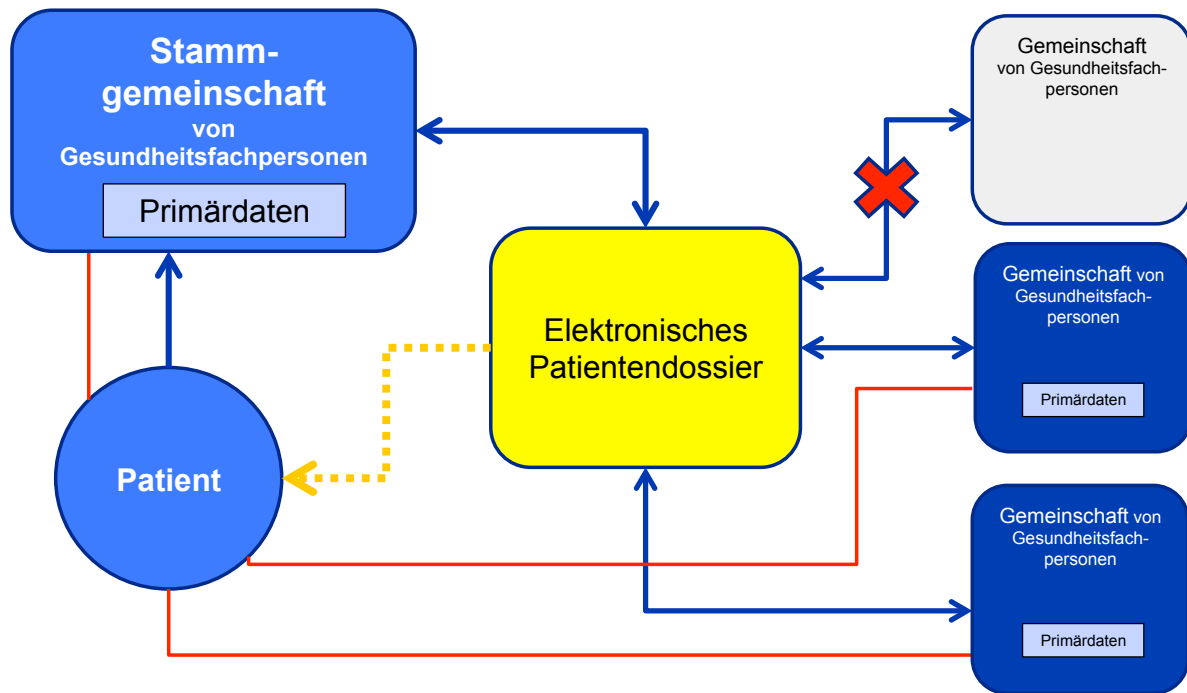 Stamm-
gemeinschaft
von
Gesundheitsfachpersonen
Primärdaten
Patient
Elektronisches
Patientendossier
Gemeinschaft
von Gesundheitsfach-
personen
Gemeinschaft von
Gesundheitsfach-
personen
Primärdaten
Gemeinschaft von
Gesundheitsfach-
personen
Primärdaten